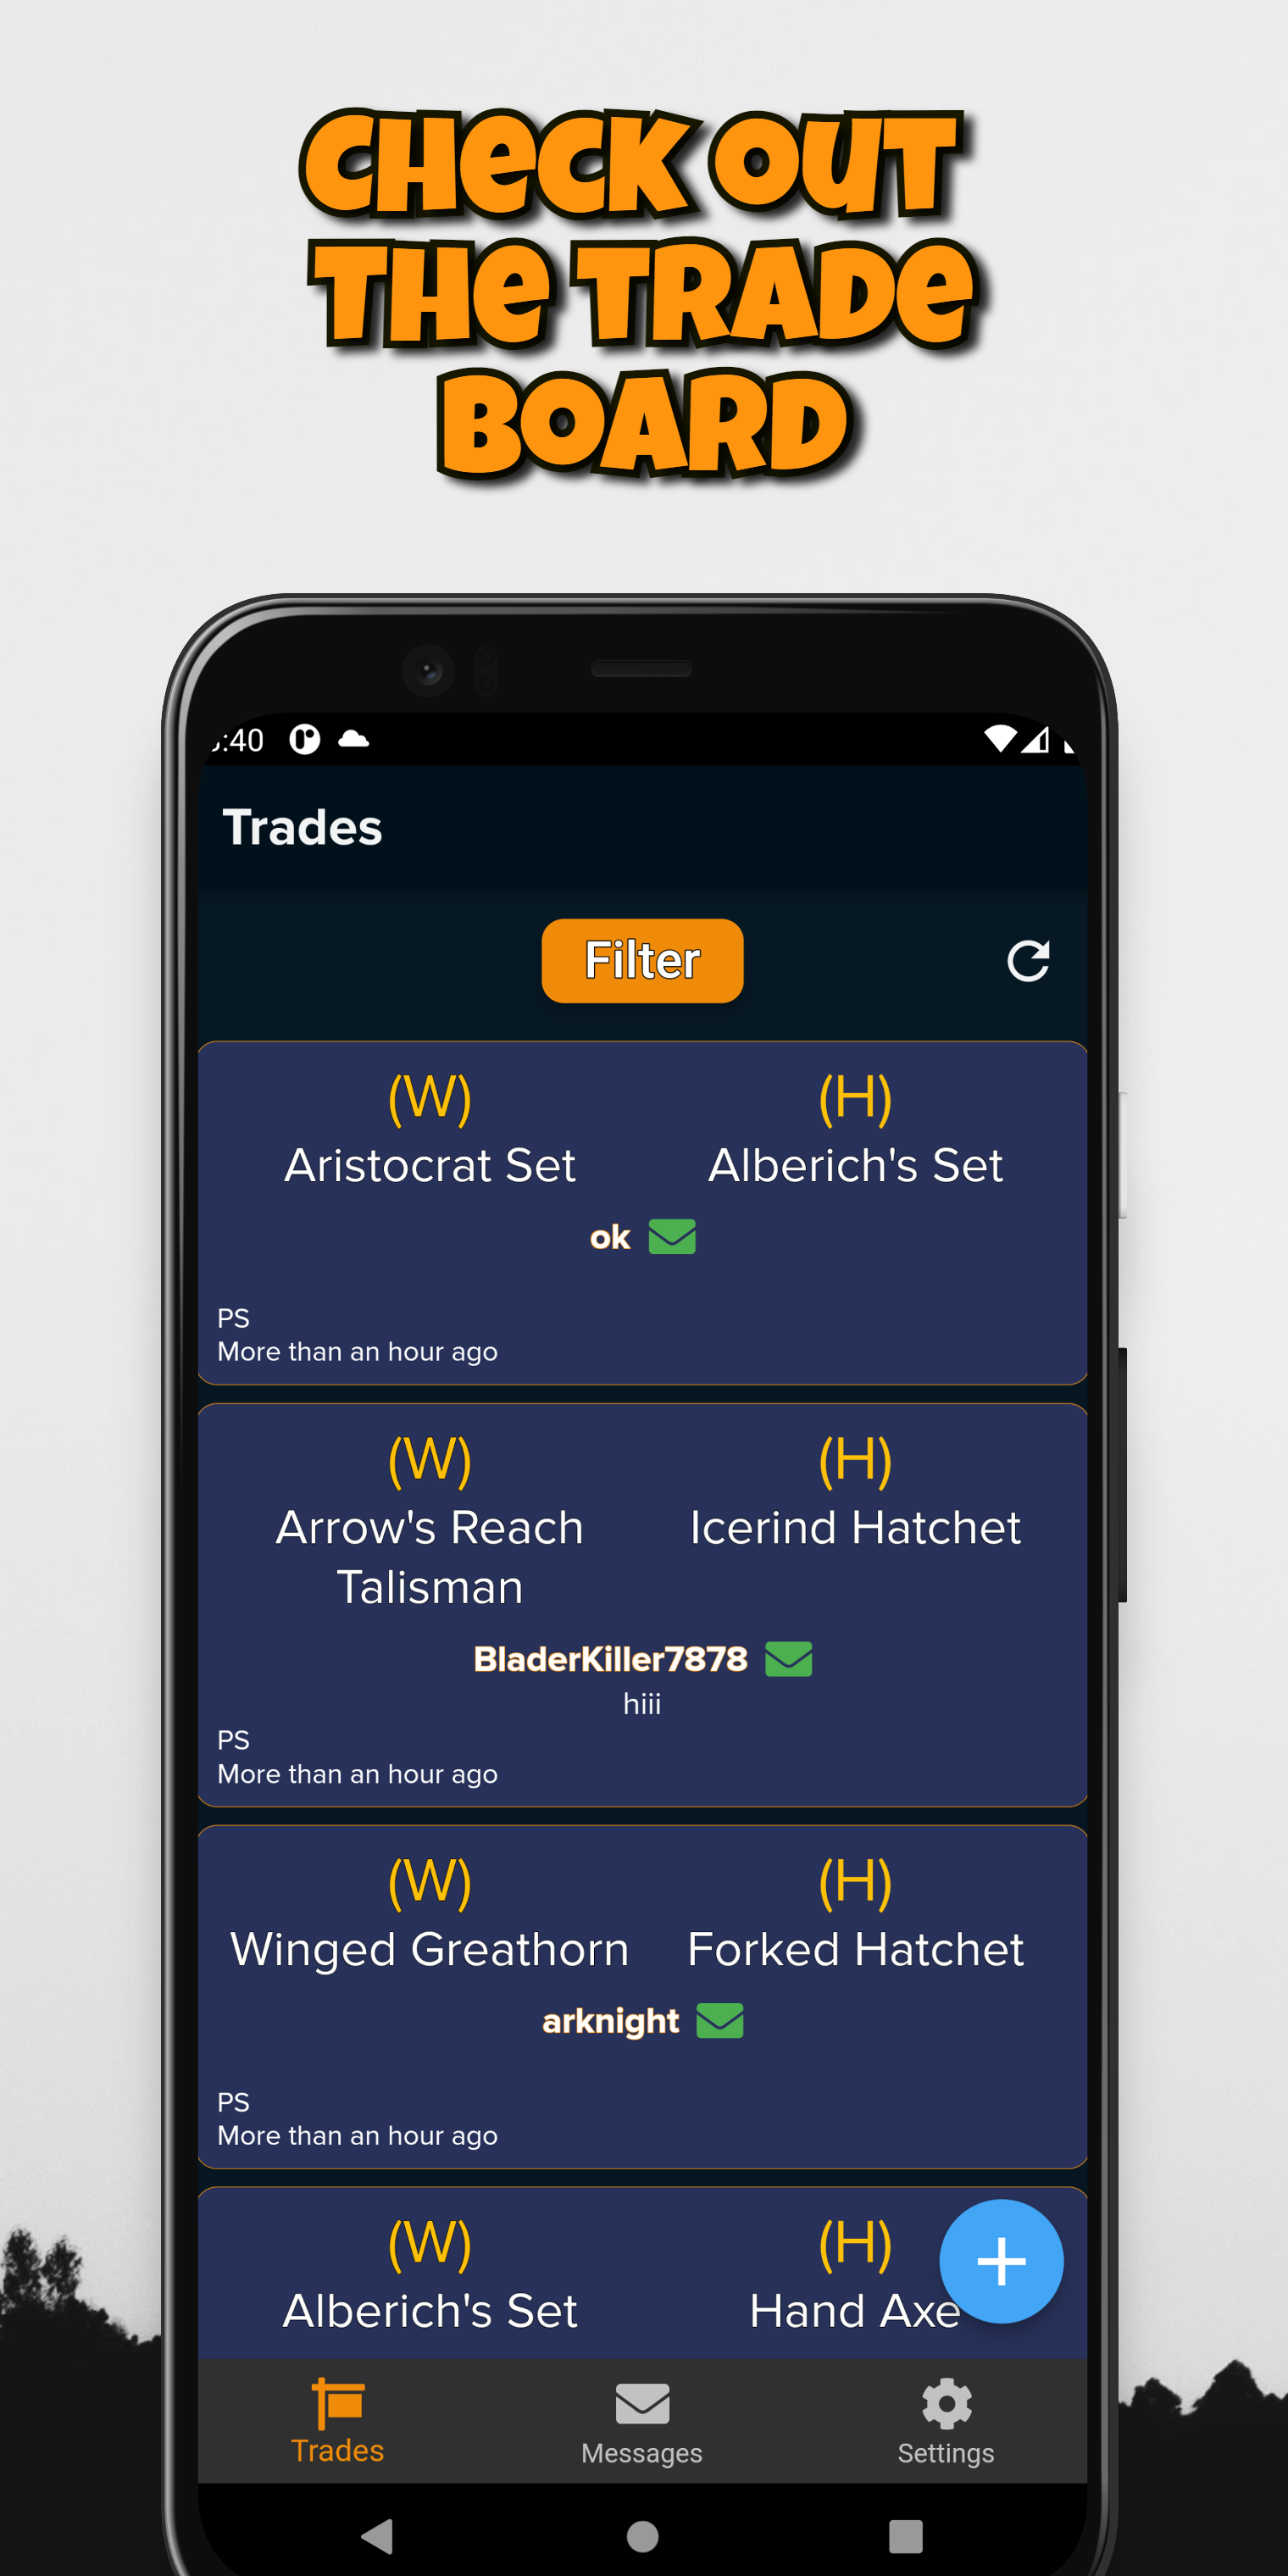 CHECK OUT
THE TRADE
BOARD
:40
Trades
Filter
(W) (H)
Aristocrat Set Alberich's Set
ok
PS
More than an hour ago
(W) (H)
Arrow's Reach Icerind Hatchet
Talisman
BladerKiller7878
hiii
PS
More than an hour ago
(W) (H)
Winged Greathorn Forked Hatchet
arknight
PS
More than an hour ago
(W) (H)
Alberich's Set Hand Axe
Trades Messages Settings